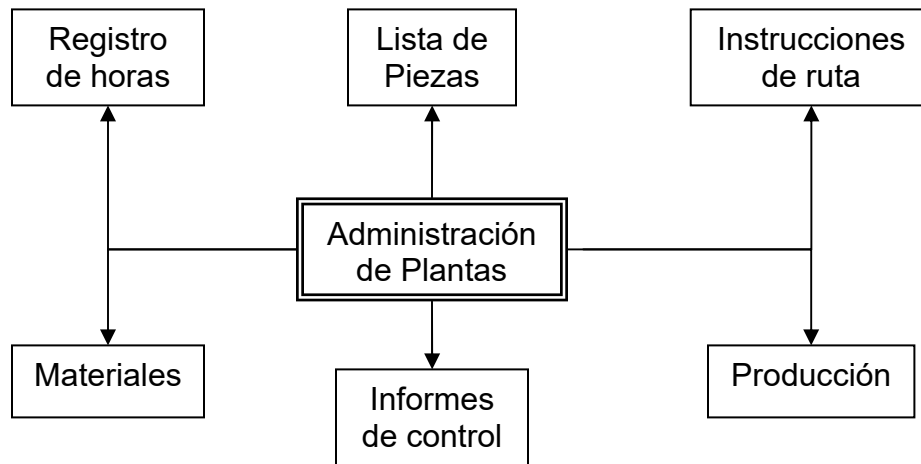 Registro
de horas
Lista de
Piezas
Instrucciones
de ruta
Administración
de Plantas
Materiales
Informes
de control
Producción